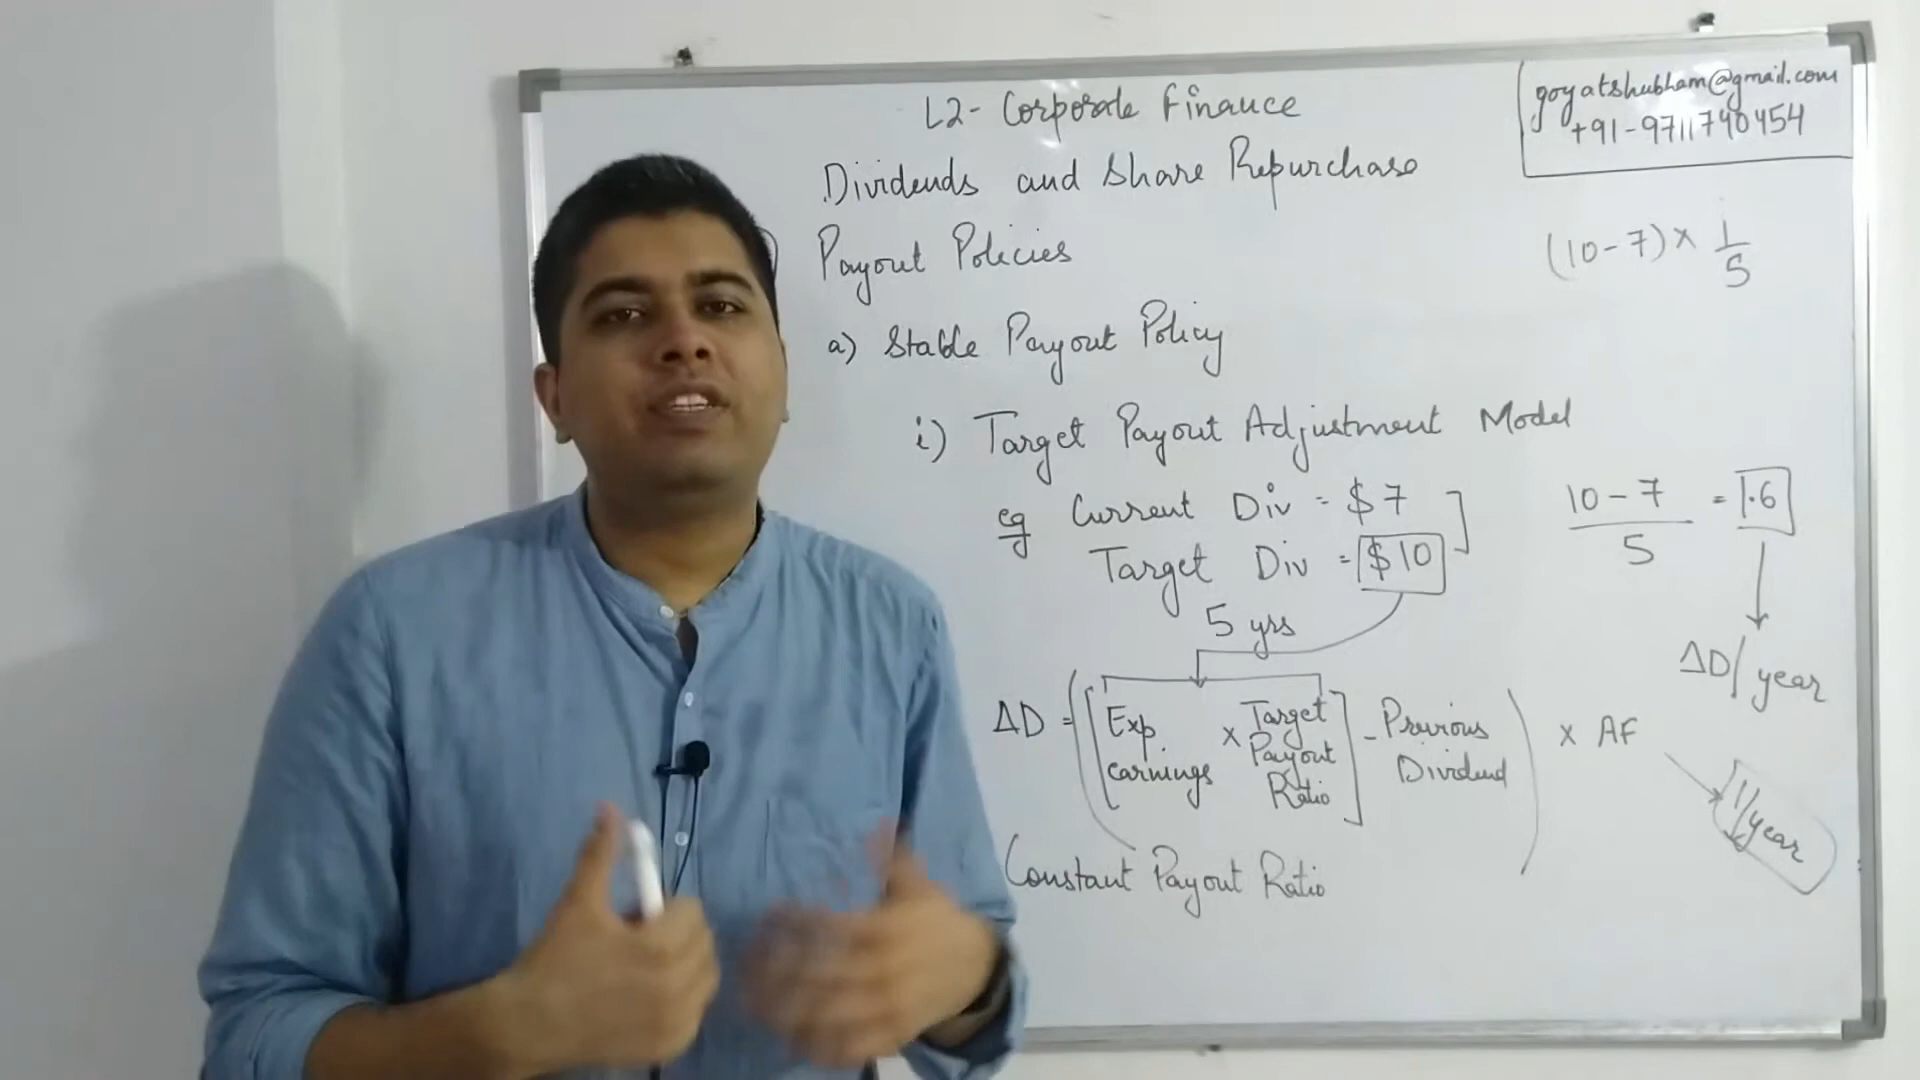 L2- Corporate Finance
goyatshubham@gmail.com
+91-9711740454
Dividends and Share Repurchase
Payout Policies
(10-7) x 1/5
a) Stable Payout Policy
i) Target Payout Adjustment Model
eg Current Div = $7
Target Div = $10
5 yrs
10-7 / 5 = 1.6
ΔD/year
ΔD = ([Exp earnings x Target Payout Ratio] - Previous Dividend) x AF
1/year
Constant Payout Ratio